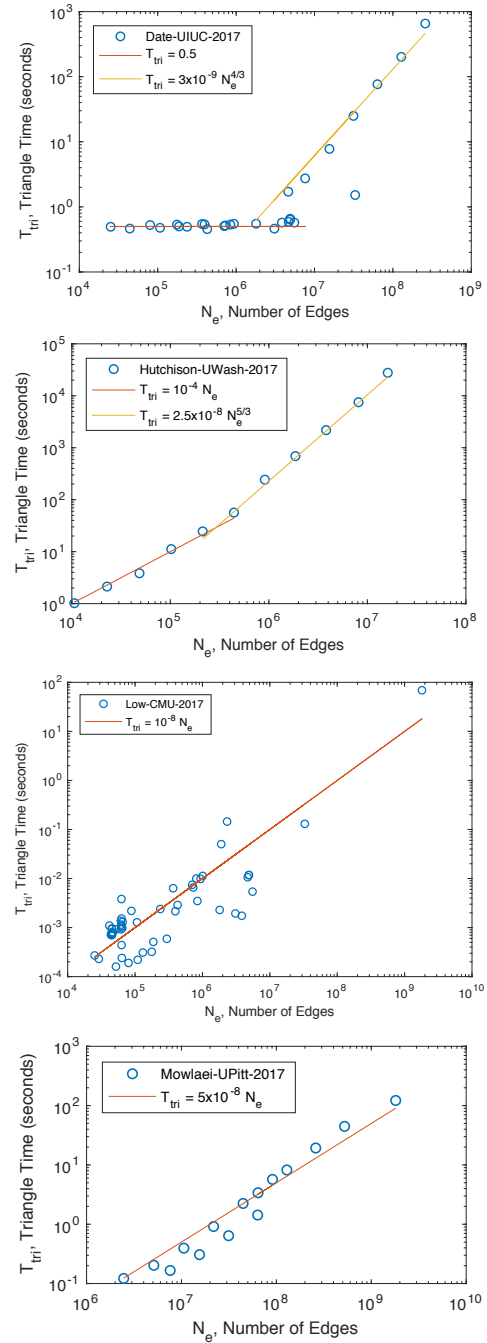 10^3
10^2
10^1
10^0
10^-1
T_tri, Triangle Time (seconds)
Date-UIUC-2017
T_tri = 0.5
T_tri = 3x10^-9 N_e^4/3
10^4 10^5 10^6 10^7 10^8 10^9
N_e, Number of Edges
10^5
10^4
10^3
10^2
10^1
10^0
T_tri, Triangle Time (seconds)
Hutchison-UWash-2017
T_tri = 10^-4 N_e
T_tri = 2.5x10^-8 N_e^5/3
10^4 10^5 10^6 10^7 10^8
N_e, Number of Edges
10^2
10^1
10^0
10^-1
10^-2
10^-3
10^-4
T_tri, Triangle Time (seconds)
Low-CMU-2017
T_tri = 10^-8 N_e
10^4 10^5 10^6 10^7 10^8 10^9 10^10
N_e, Number of Edges
10^3
10^2
10^1
10^0
10^-1
T_tri, Triangle Time (seconds)
Mowlaei-UPitt-2017
T_tri = 5x10^-8 N_e
10^6 10^7 10^8 10^9 10^10
N_e, Number of Edges